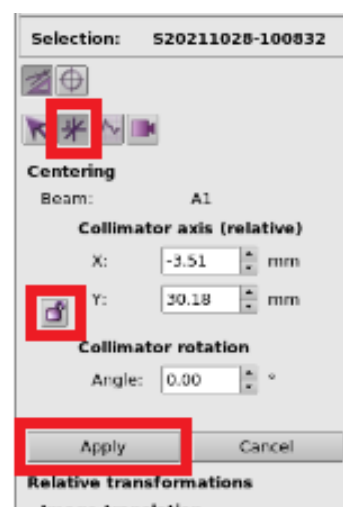 Selection: S20211028-100832
Centering
Beam: A1
Collimator axis (relative)
X: -3.51 mm
Y: 30.18 mm
Collimator rotation
Angle: 0.00 °
Apply Cancel
Relative transformations